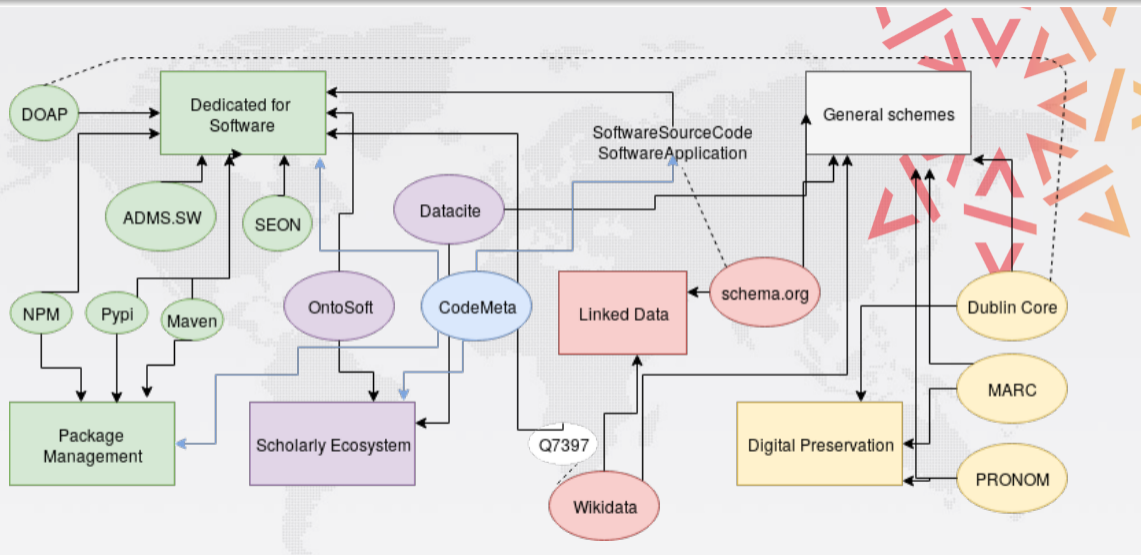 DOAP
Dedicated for
Software
SoftwareSourceCode
SoftwareApplication
General schemes
ADMS.SW
SEON
Datacite
NPM
Pypi
Maven
OntoSoft
CodeMeta
Linked Data
schema.org
Dublin Core
MARC
Package
Management
Scholarly Ecosystem
Q7397
Digital Preservation
PRONOM
Wikidata